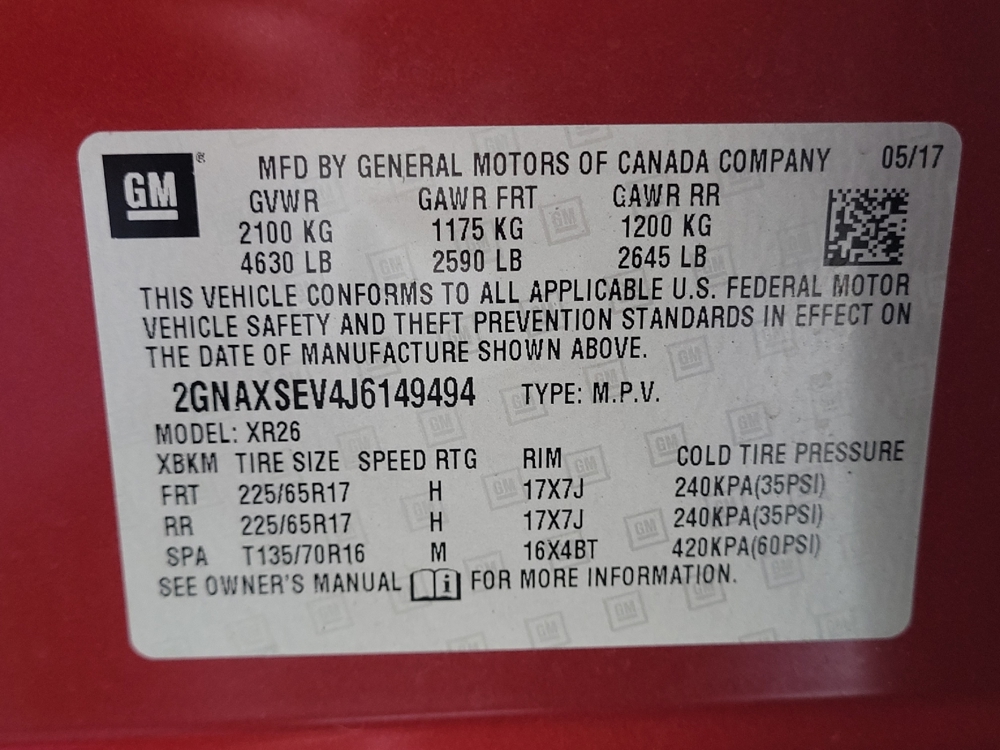 GM® MFD BY GENERAL MOTORS OF CANADA COMPANY 05/17
GVWR GAWR FRT GAWR RR
2100 KG 1175 KG 1200 KG
4630 LB 2590 LB 2645 LB
THIS VEHICLE CONFORMS TO ALL APPLICABLE U.S. FEDERAL MOTOR
VEHICLE SAFETY AND THEFT PREVENTION STANDARDS IN EFFECT ON
THE DATE OF MANUFACTURE SHOWN ABOVE.
2GNAXSEV4J6149494 TYPE: M.P.V.
MODEL: XR26
XBKM TIRE SIZE SPEED RTG RIM COLD TIRE PRESSURE
FRT 225/65R17 H 17X7J 240KPA(35PSI)
RR 225/65R17 H 17X7J 240KPA(35PSI)
SPA T135/70R16 M 16X4BT 420KPA(60PSI)
SEE OWNER'S MANUAL i FOR MORE INFORMATION.